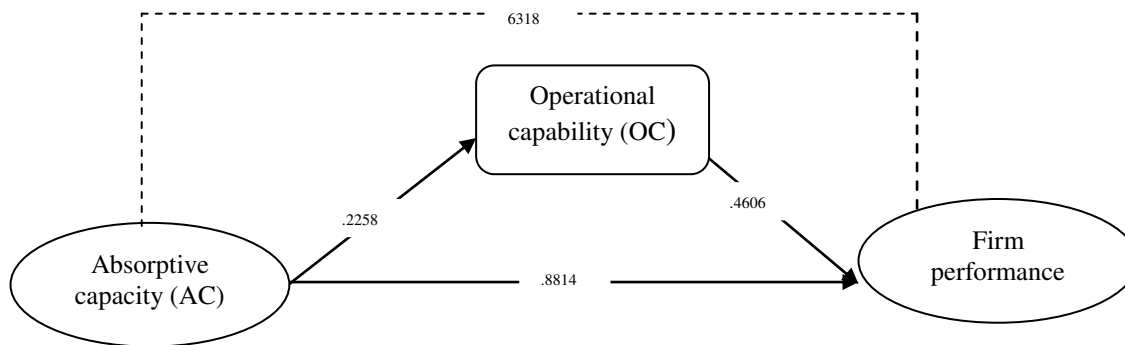 6318
Operational
capability (OC)
.2258
.4606
Absorptive
capacity (AC)
.8814
Firm
performance